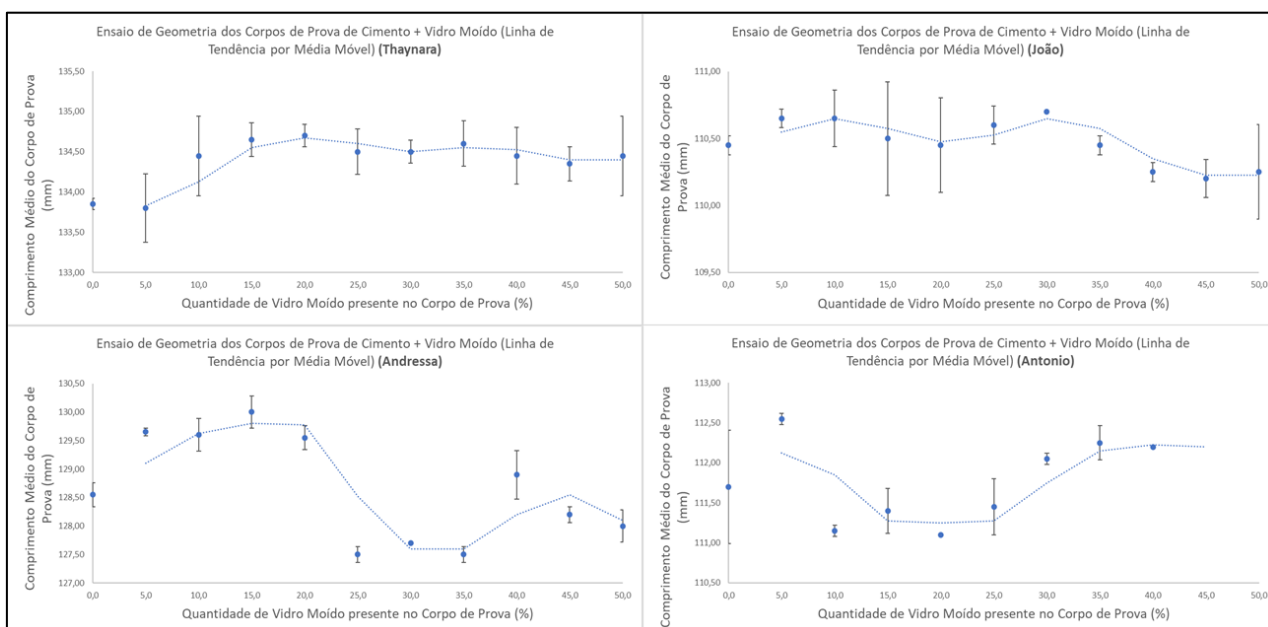 Ensaio de Geometria dos Corpos de Prova de Cimento + Vidro Moído (Linha de
Tendência por Média Móvel) (Thaynara)
Comprimento Médio do Corpo de Prova
(mm)
135,50
135,00
134,50
134,00
133,50
133,00
0,0 5,0 10,0 15,0 20,0 25,0 30,0 35,0 40,0 45,0 50,0
Quantidade de Vidro Moído presente no Corpo de Prova (%)
Ensaio de Geometria dos Corpos de Prova de Cimento + Vidro Moído (Linha de
Tendência por Média Móvel) (João)
Comprimento Médio do Corpo de
Prova (mm)
111,00
110,50
110,00
109,50
0,0 5,0 10,0 15,0 20,0 25,0 30,0 35,0 40,0 45,0 50,0
Quantidade de Vidro Moído presente no Corpo de Prova (%)
Ensaio de Geometria dos Corpos de Prova de Cimento + Vidro Moído (Linha de
Tendência por Média Móvel) (Andressa)
Comprimento Médio do Corpo de
Prova (mm)
130,50
130,00
129,50
129,00
128,50
128,00
127,50
127,00
0,0 5,0 10,0 15,0 20,0 25,0 30,0 35,0 40,0 45,0 50,0
Quantidade de Vidro Moído presente no Corpo de Prova (%)
Ensaio de Geometria dos Corpos de Prova de Cimento + Vidro Moído (Linha de
Tendência por Média Móvel) (Antonio)
Comprimento Médio do Corpo de Prova
(mm)
113,00
112,50
112,00
111,50
111,00
110,50
0,0 5,0 10,0 15,0 20,0 25,0 30,0 35,0 40,0 45,0 50,0
Quantidade de Vidro Moído presente no Corpo de Prova (%)